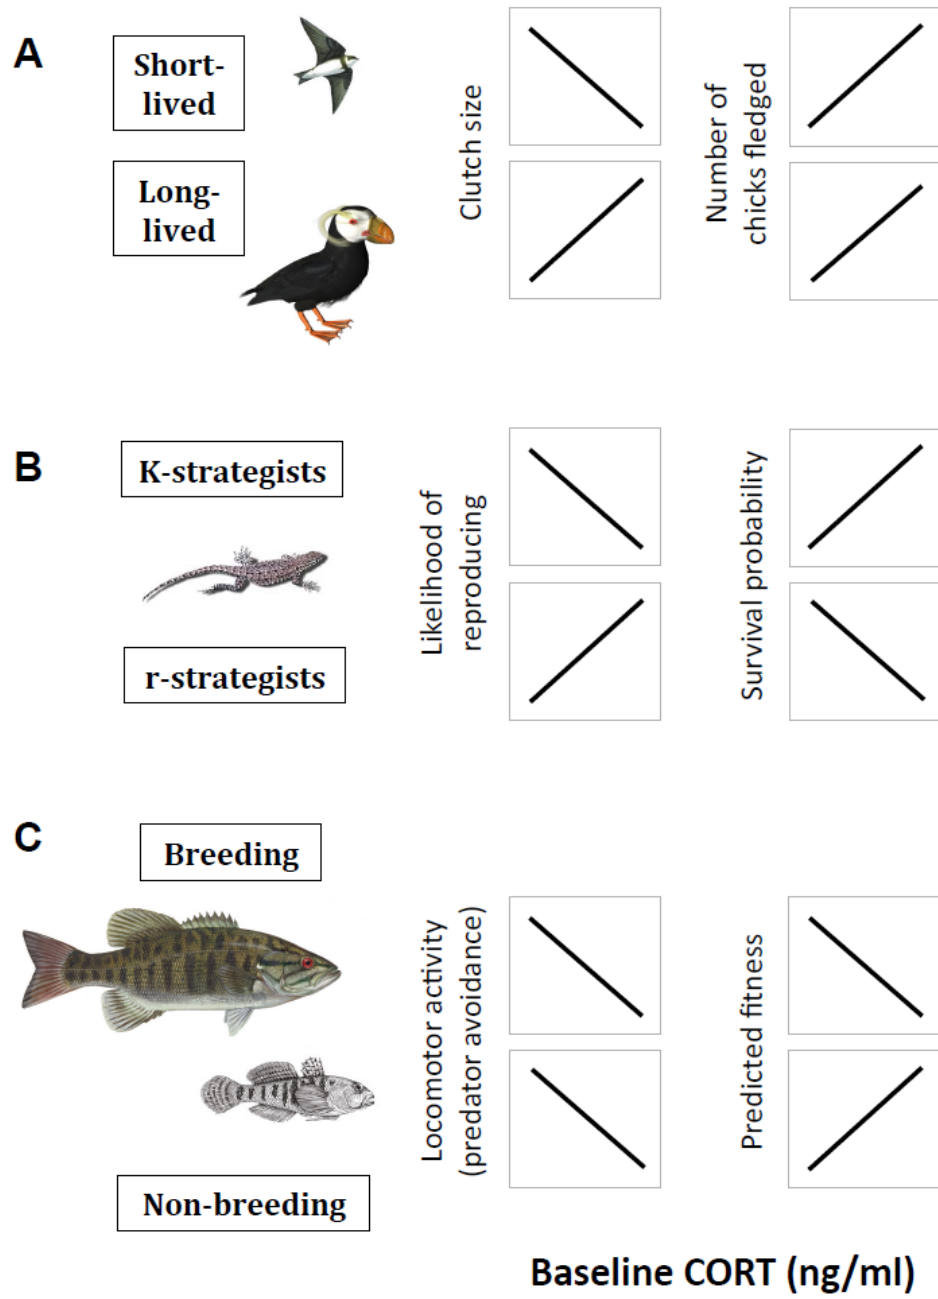 A
Short-
lived
Long-
lived
Clutch size
Number of
chicks fledged
B
K-strategists
r-strategists
Likelihood of
reproducing
Survival probability
C
Breeding
Non-breeding
Locomotor activity
(predator avoidance)
Predicted fitness
Baseline CORT (ng/ml)